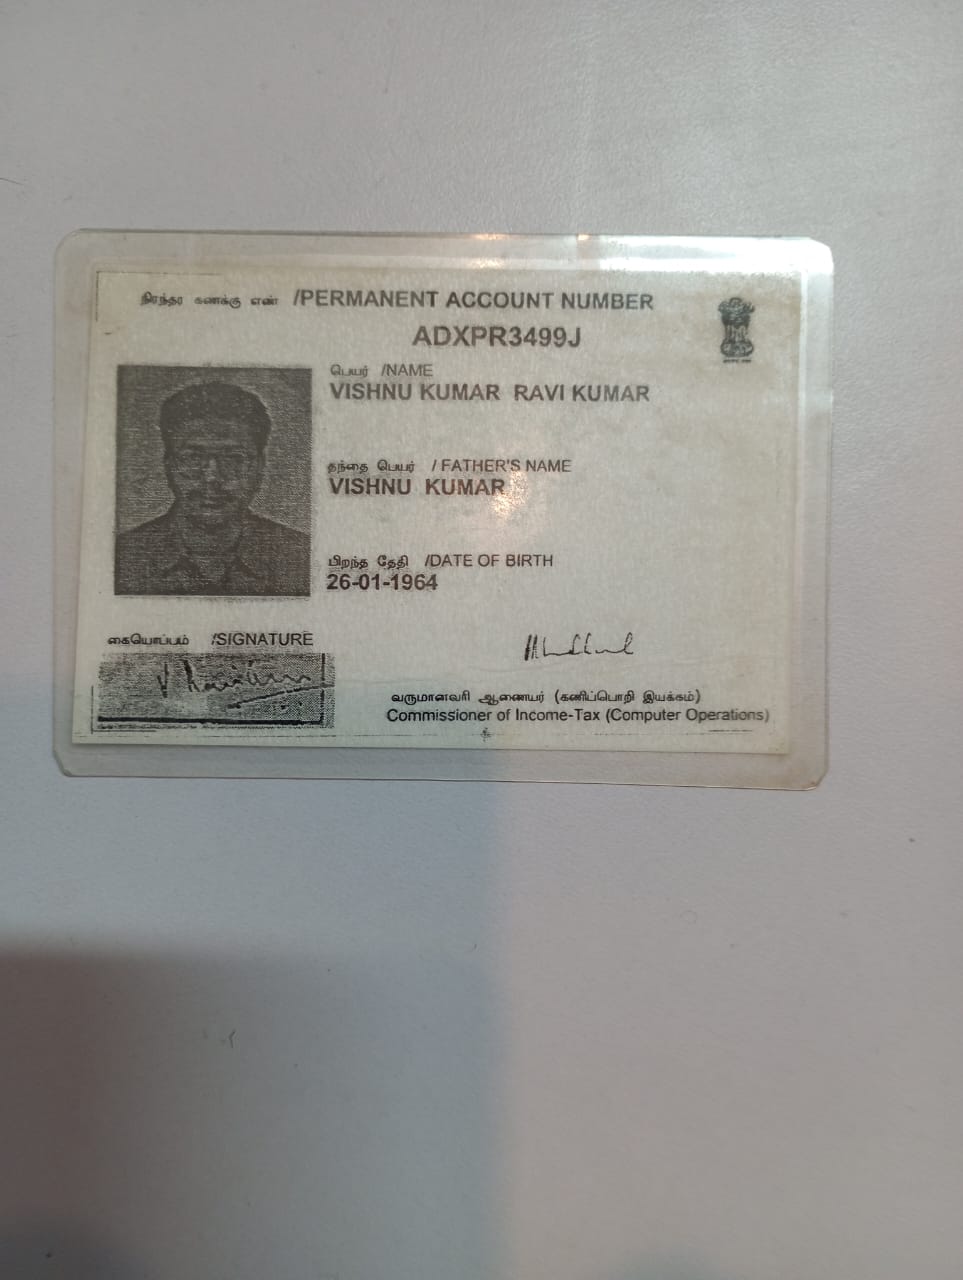 நிரந்தர கணக்கு எண் /PERMANENT ACCOUNT NUMBER
ADXPR3499J
பெயர் /NAME
VISHNU KUMAR RAVI KUMAR
தந்தை பெயர் / FATHER'S NAME
VISHNU KUMAR
பிறந்த தேதி /DATE OF BIRTH
26-01-1964
கையொப்பம் /SIGNATURE
வருமானவரி ஆணையர் (கணிப்பொறி இயக்கம்)
Commissioner of Income-Tax (Computer Operations)